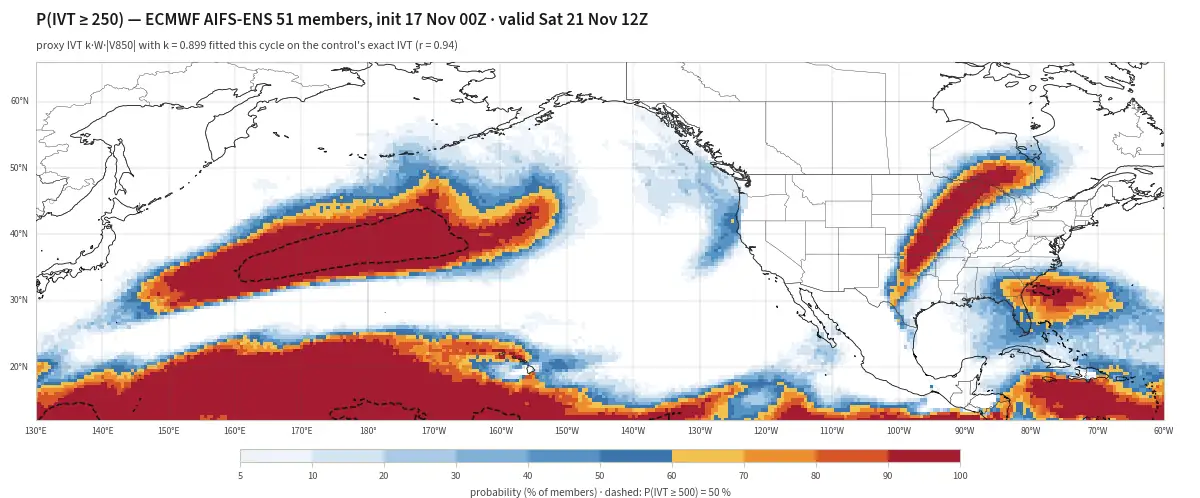 P(IVT ≥ 250) — ECMWF AIFS-ENS 51 members, init 17 Nov 00Z · valid Sat 21 Nov 12Z
proxy IVT k·W·|V850| with k = 0.899 fitted this cycle on the control's exact IVT (r = 0.94)
60°N
50°N
40°N
30°N
20°N
130°E 140°E 150°E 160°E 170°E 180° 170°W 160°W 150°W 140°W 130°W 120°W 110°W 100°W 90°W 80°W 70°W 60°W
5 10 20 30 40 50 60 70 80 90 100
probability (% of members) · dashed: P(IVT ≥ 500) = 50 %